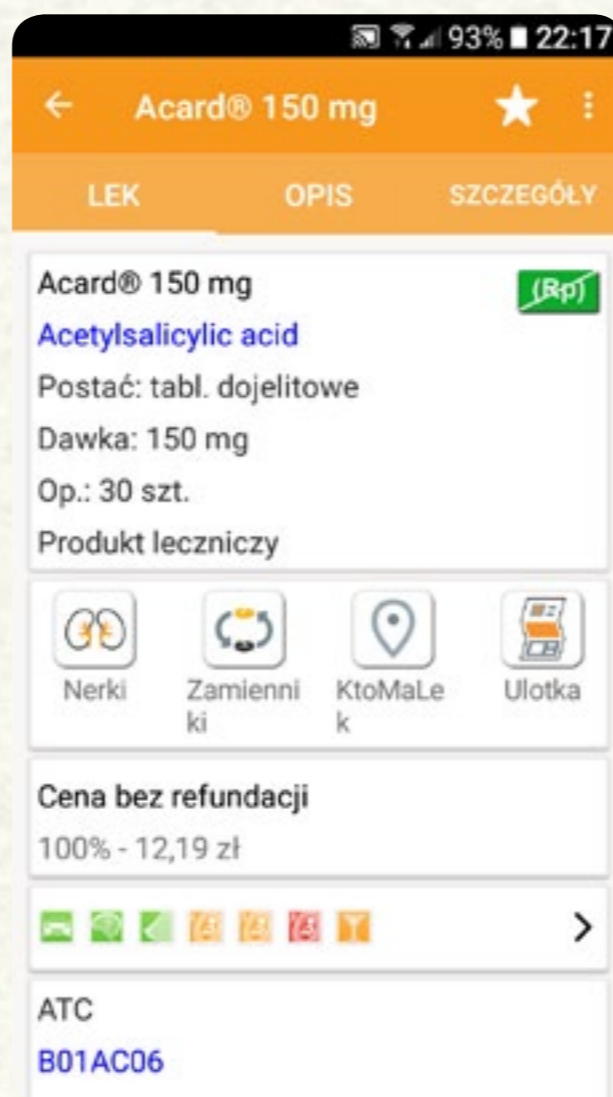 93% 22:17
Acard® 150 mg
LEK OPIS SZCZEGÓŁY
Acard® 150 mg
(Rp)
Acetylsalicylic acid
Postać: tabl. dojelitowe
Dawka: 150 mg
Op.: 30 szt.
Produkt leczniczy
Nerki
Zamienni
ki
KtoMaLe
k
Ulotka
Cena bez refundacji
100% - 12,19 zł
ATC
B01AC06